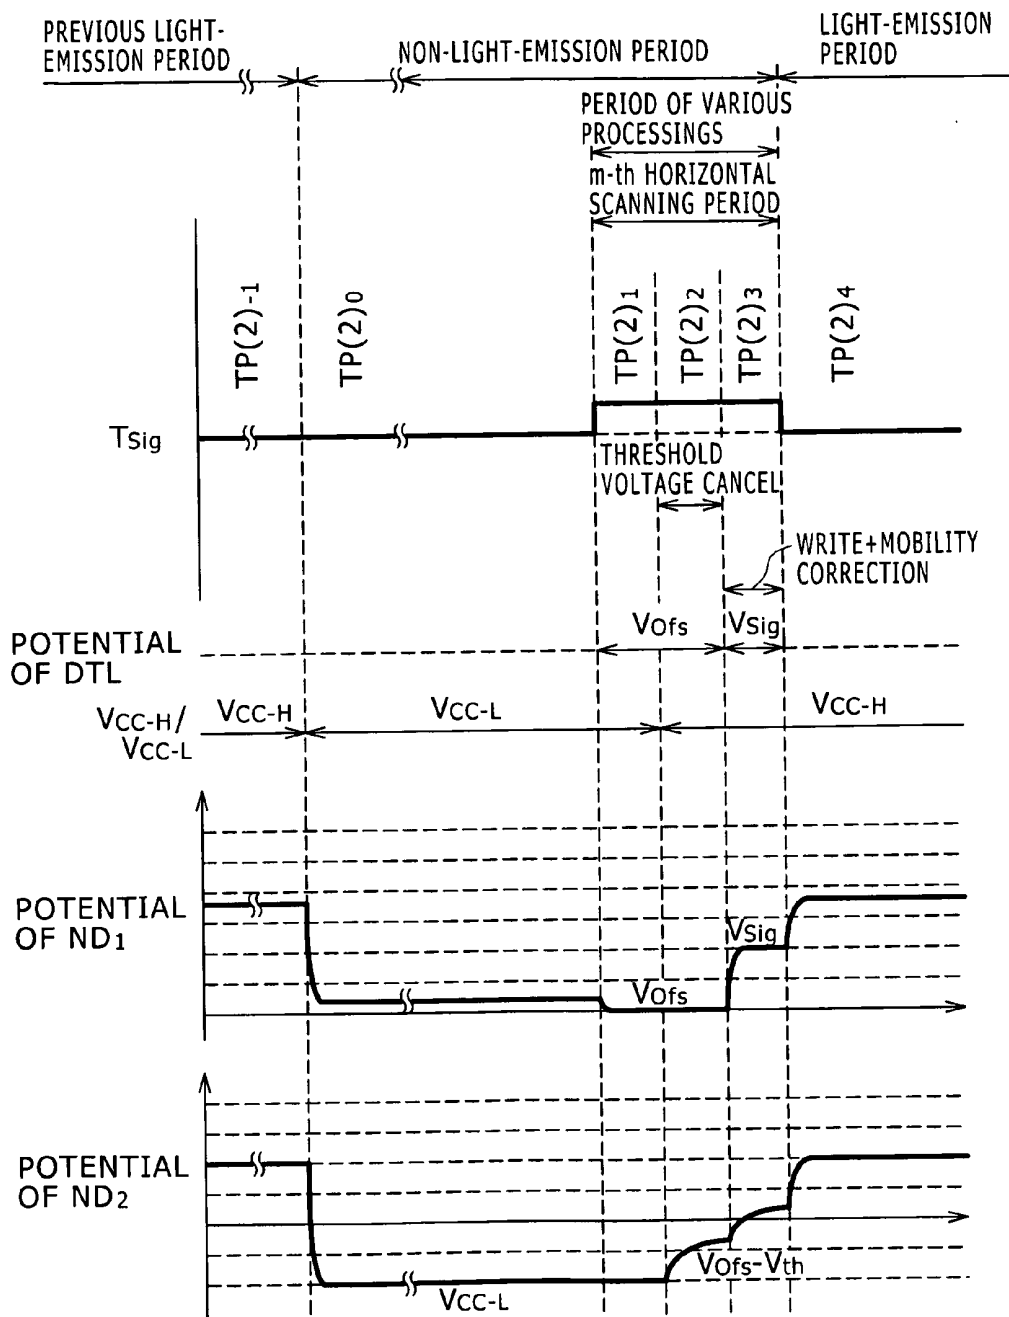 PREVIOUS LIGHT-
EMISSION PERIOD
NON-LIGHT-EMISSION PERIOD
LIGHT-EMISSION
PERIOD
PERIOD OF VARIOUS
PROCESSINGS
m-th HORIZONTAL
SCANNING PERIOD
TP(2)-1
TP(2)0
TP(2)1
TP(2)2
TP(2)3
TP(2)4
TSig
THRESHOLD
VOLTAGE CANCEL
WRITE+MOBILITY
CORRECTION
POTENTIAL
OF DTL
VOfs
VSig
VCC-H/
VCC-L
VCC-H
VCC-L
VCC-H
POTENTIAL
OF ND1
VOfs
VSig
POTENTIAL
OF ND2
VCC-L
VOfs-Vth